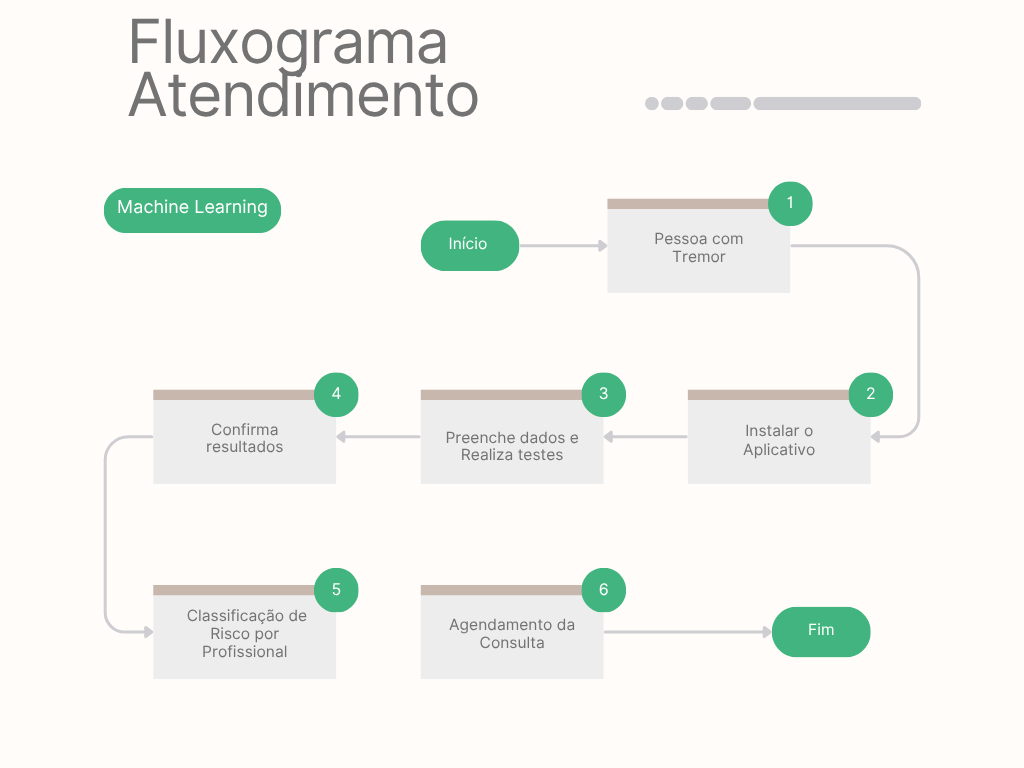 Fluxograma
Atendimento
Machine Learning
Início
1
Pessoa com
Tremor
2
Instalar o
Aplicativo
3
Preenche dados e
Realiza testes
4
Confirma
resultados
5
Classificação de
Risco por
Profissional
6
Agendamento da
Consulta
Fim